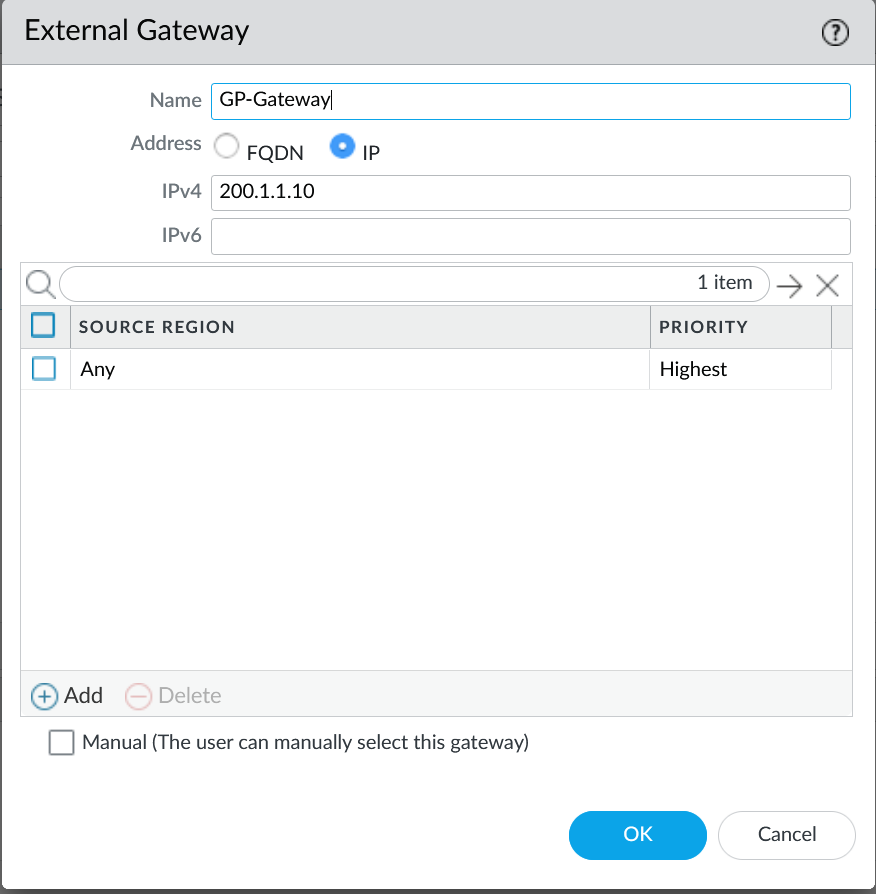 External Gateway
Name GP-Gateway
Address FQDN IP
IPv4 200.1.1.10
IPv6
1 item
SOURCE REGION PRIORITY
Any Highest
Add Delete
Manual (The user can manually select this gateway)
OK Cancel